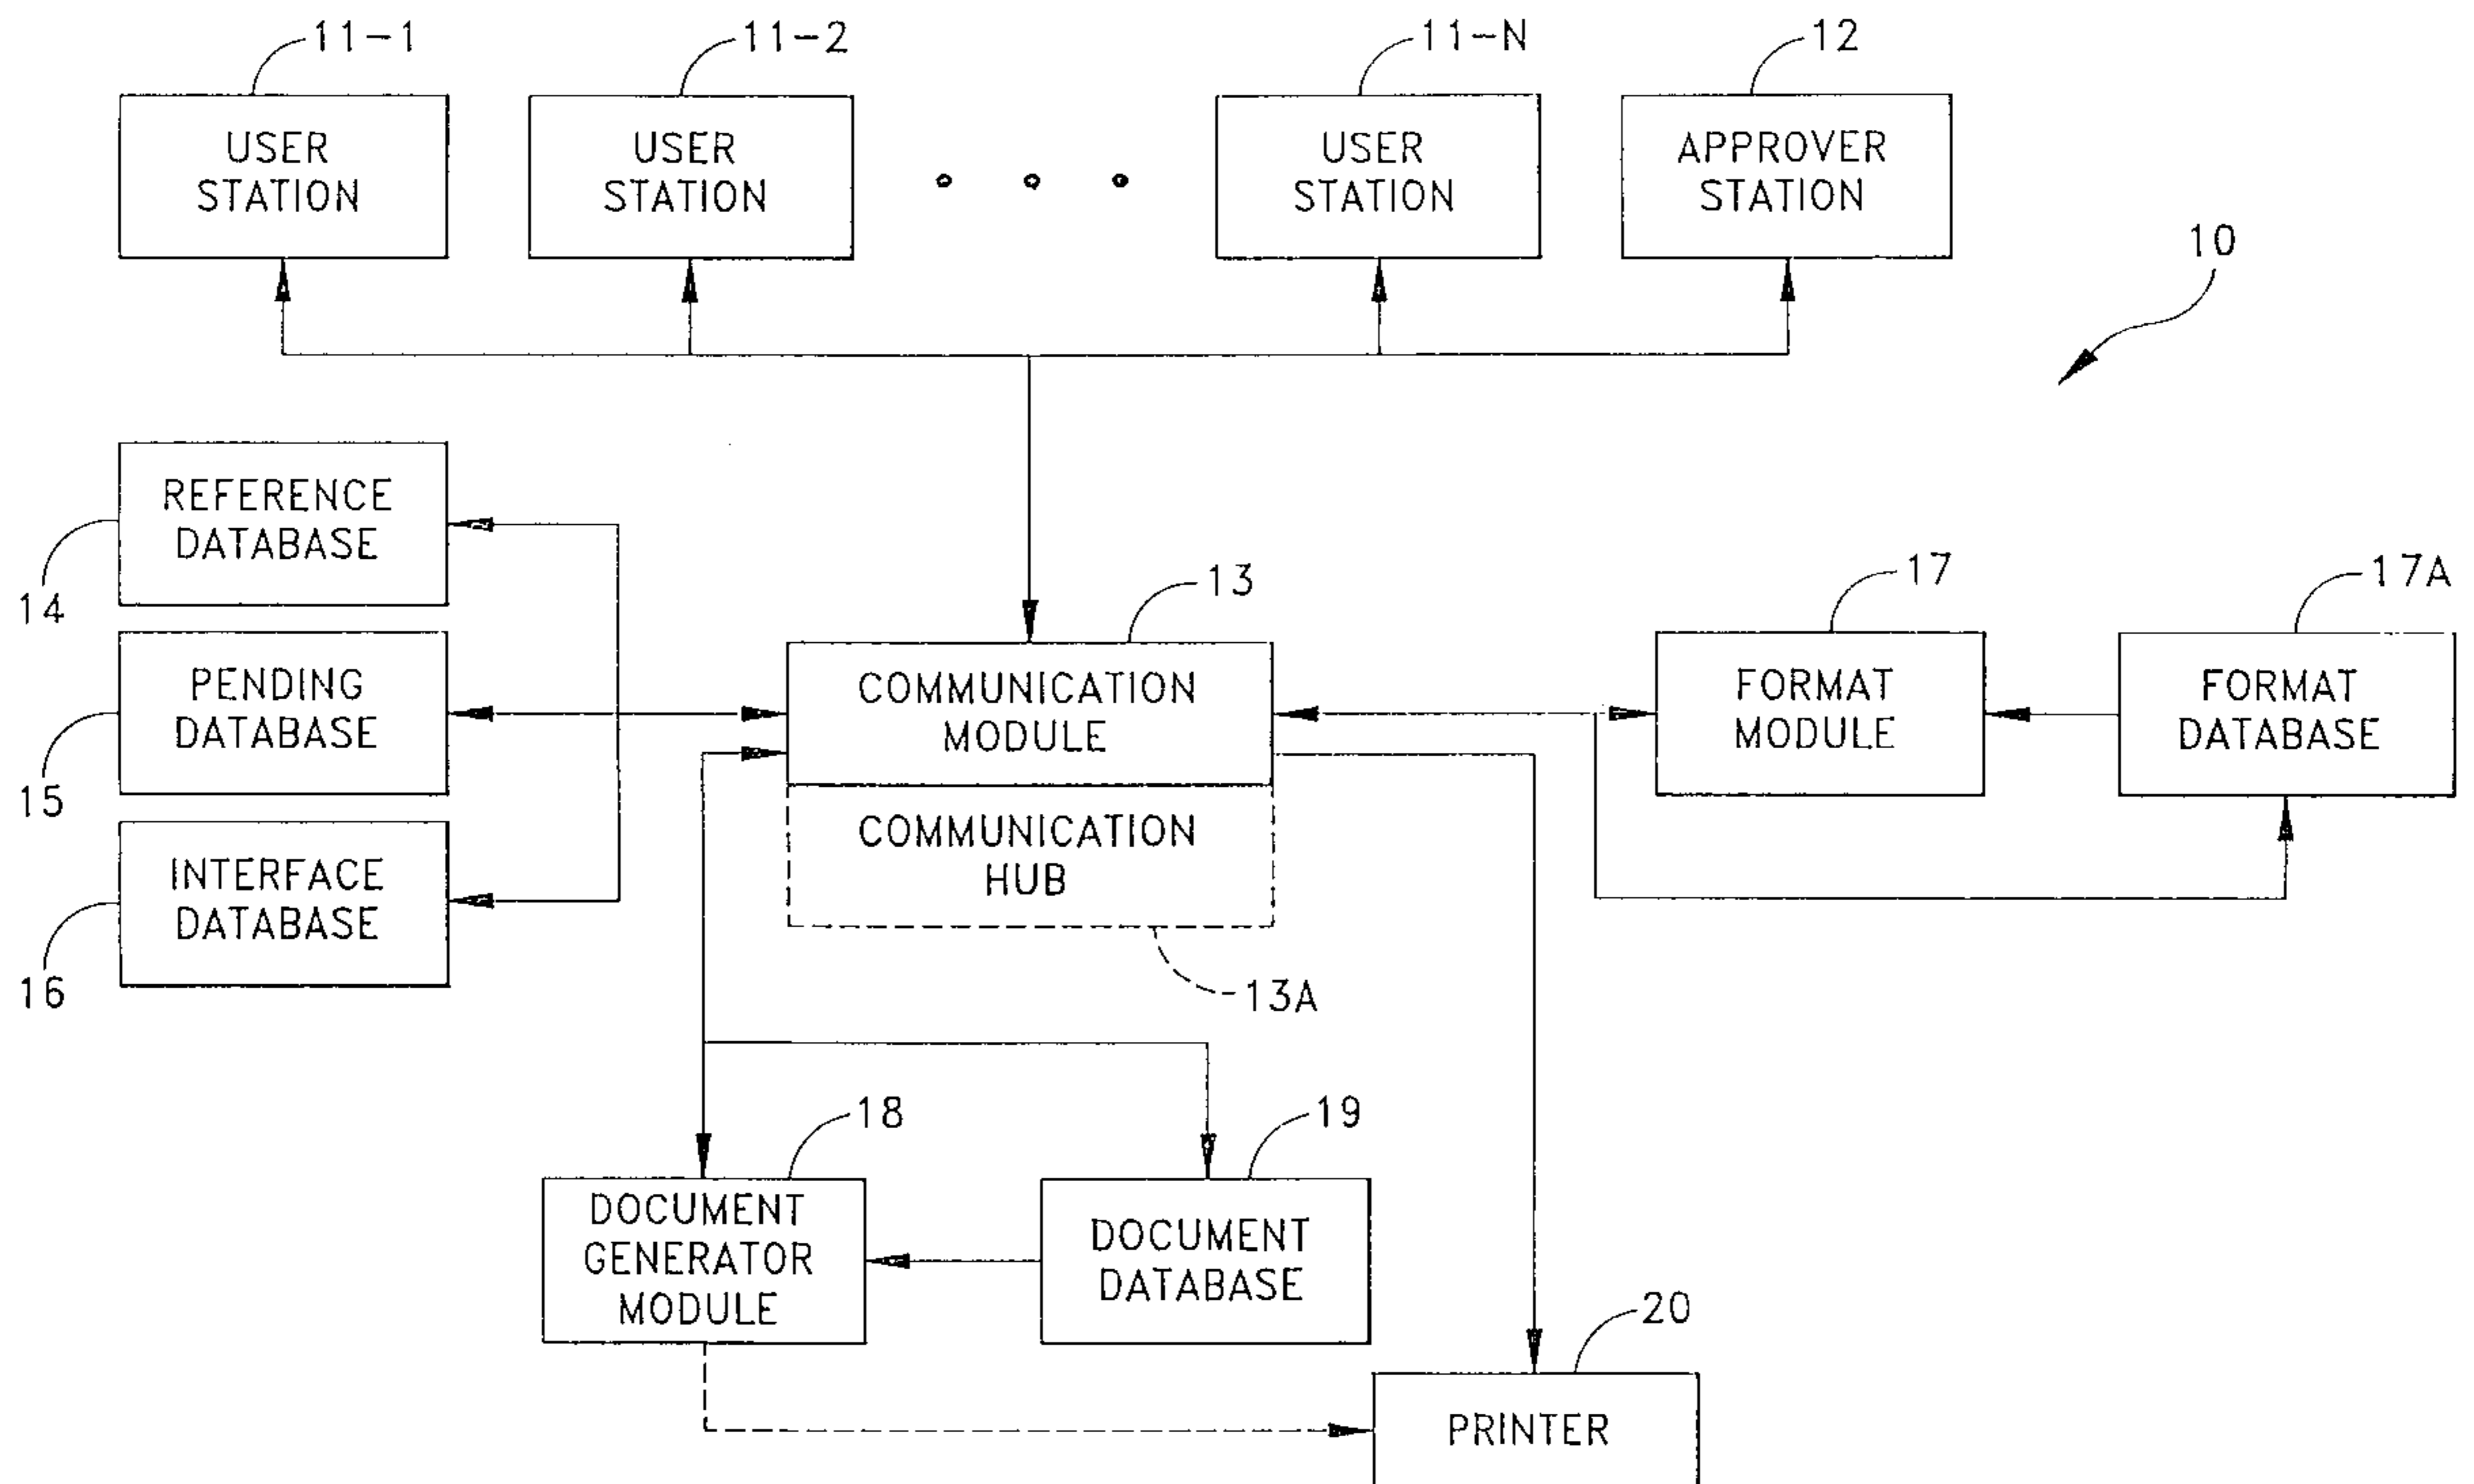 11-1
11-2
11-N
12
USER
STATION
USER
STATION
USER
STATION
APPROVER
STATION
10
REFERENCE
DATABASE
14
13
17
17A
PENDING
DATABASE
15
COMMUNICATION
MODULE
FORMAT
MODULE
FORMAT
DATABASE
COMMUNICATION
HUB
INTERFACE
DATABASE
16
13A
18
19
DOCUMENT
GENERATOR
MODULE
DOCUMENT
DATABASE
20
PRINTER